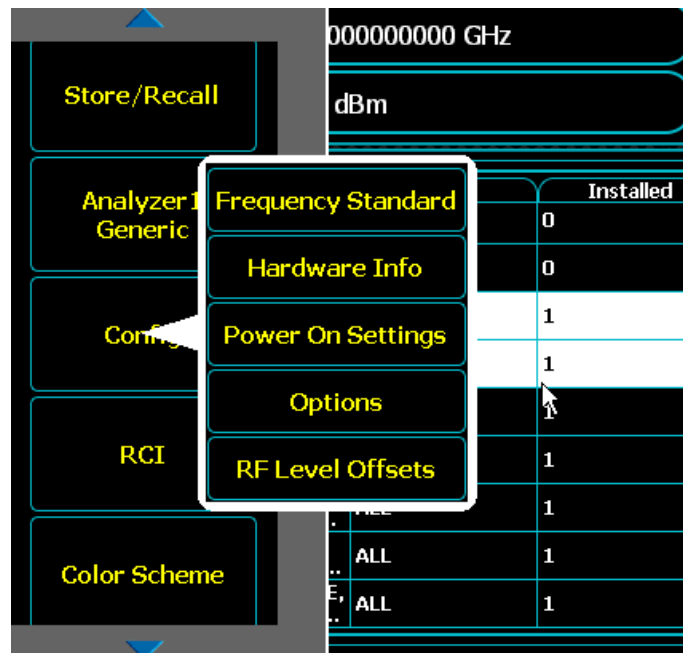 000000000 GHz
Store/Recall
dBm
Analyzer1
Generic
Installed
0
0
1
1
1
1
1
ALL
1
ALL
1
Frequency Standard
Hardware Info
Power On Settings
Options
RF Level Offsets
RCI
Color Scheme